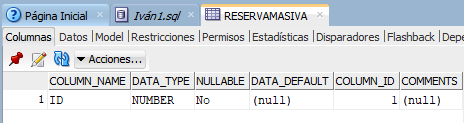 Página Inicial Iván1.sql RESERVAMASIVA
Columnas Datos Model Restricciones Permisos Estadísticas Disparadores Flashback Depe
Acciones...
COLUMN_NAME DATA_TYPE NULLABLE DATA_DEFAULT COLUMN_ID COMMENTS
1 ID NUMBER No (null) 1 (null)